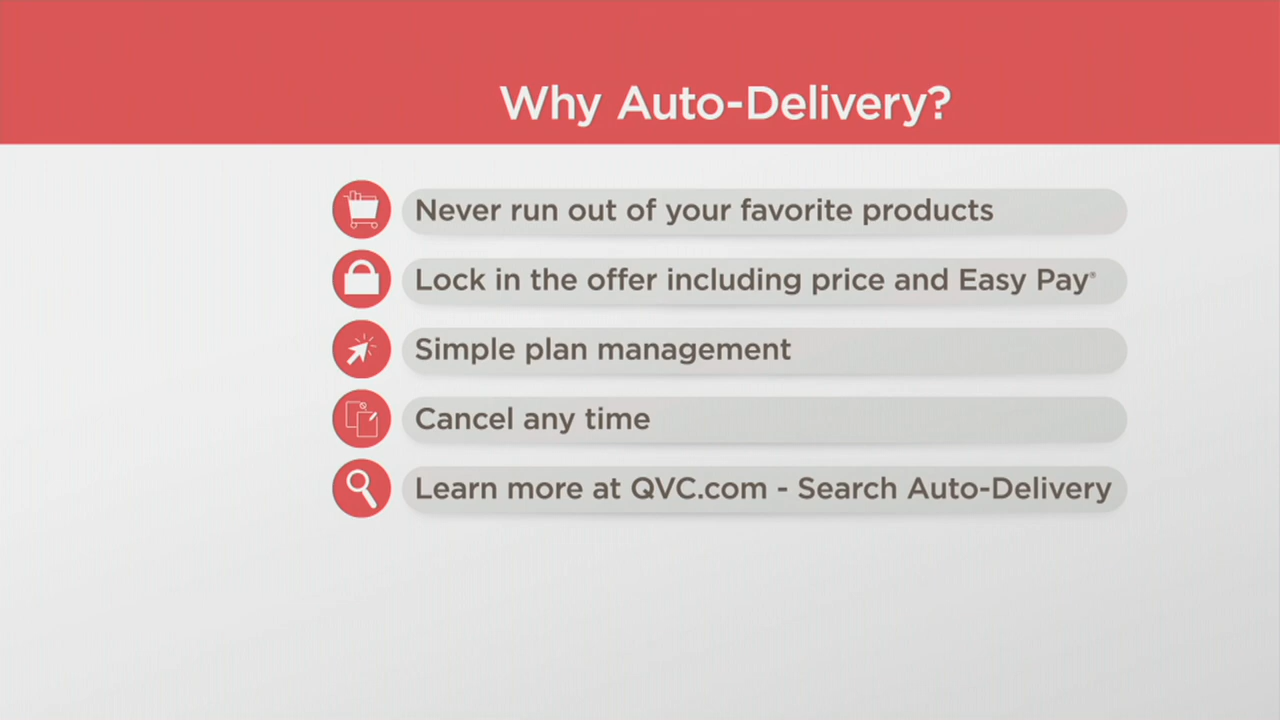 Why Auto-Delivery?
Never run out of your favorite products
Lock in the offer including price and Easy Pay®
Simple plan management
Cancel any time
Learn more at QVC.com - Search Auto-Delivery